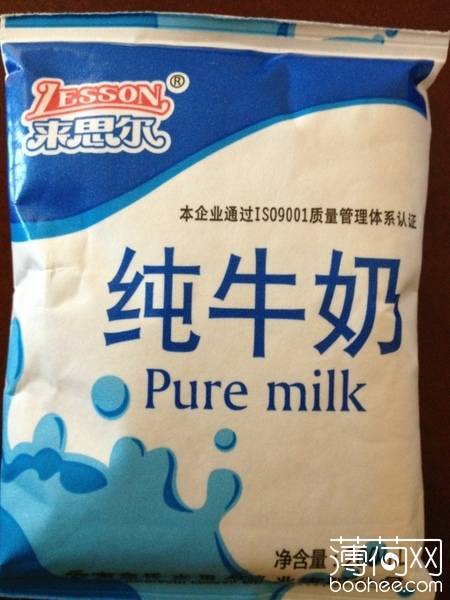 LESSON®
来思尔
本企业通过ISO9001质量管理体系认证
纯牛奶
Pure milk
净含量:
薄荷网
boohee.com